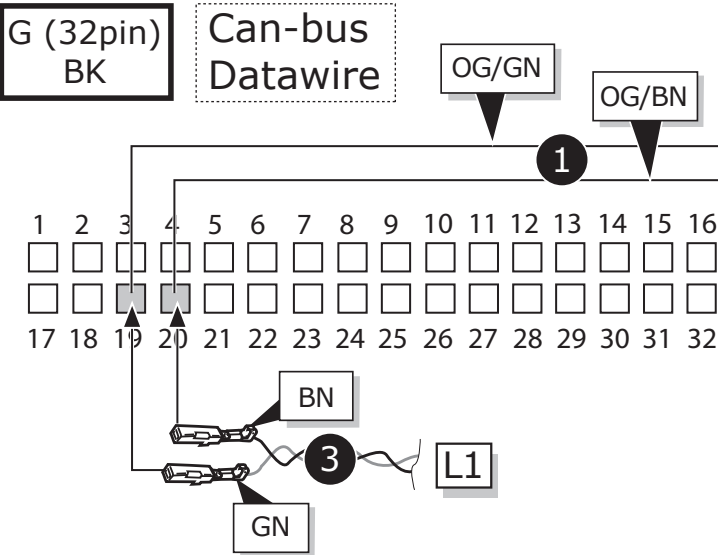 G (32pin)
BK
Can-bus
Datawire
OG/GN
OG/BN
1
1 2 3 4 5 6 7 8 9 10 11 12 13 14 15 16
17 18 19 20 21 22 23 24 25 26 27 28 29 30 31 32
BN
3
L1
GN